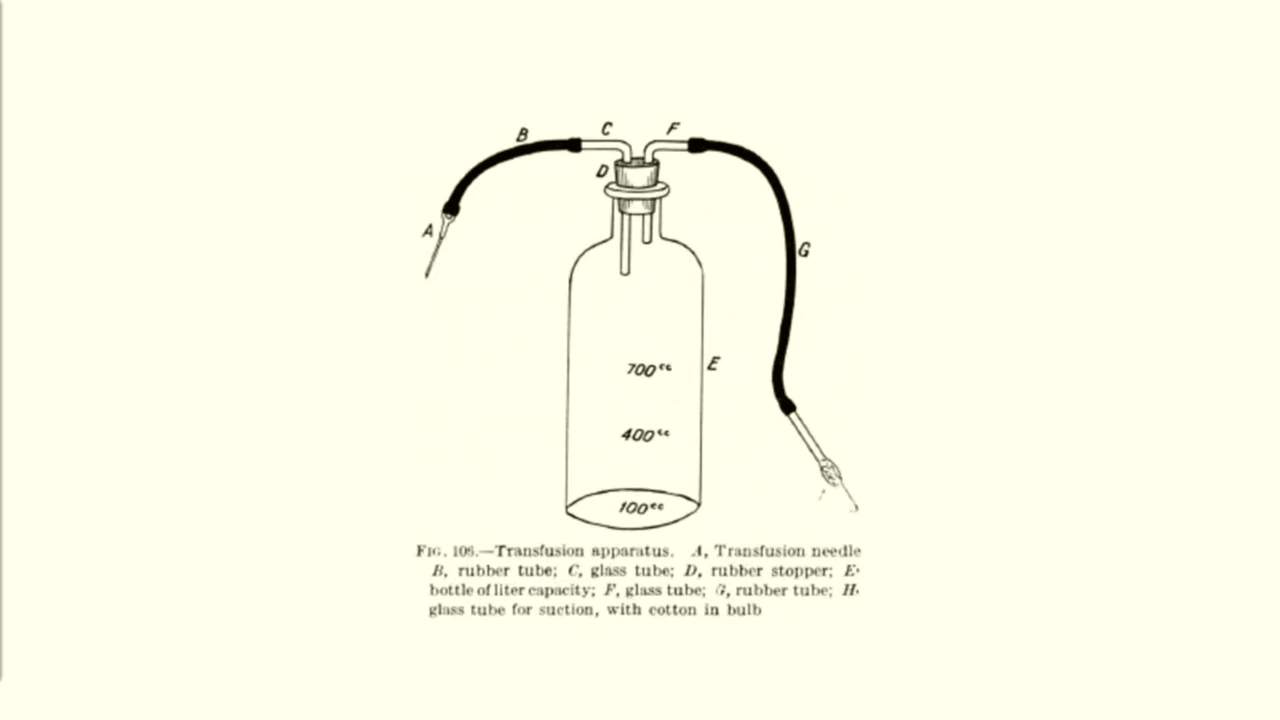 B
C
F
D
A
G
E
700cc
400cc
100cc
FIG. 106.—Transfusion apparatus. A, Transfusion needle
B, rubber tube; C, glass tube; D, rubber stopper; E·
bottle of liter capacity; F, glass tube; G, rubber tube; H·
glass tube for suction, with cotton in bulb